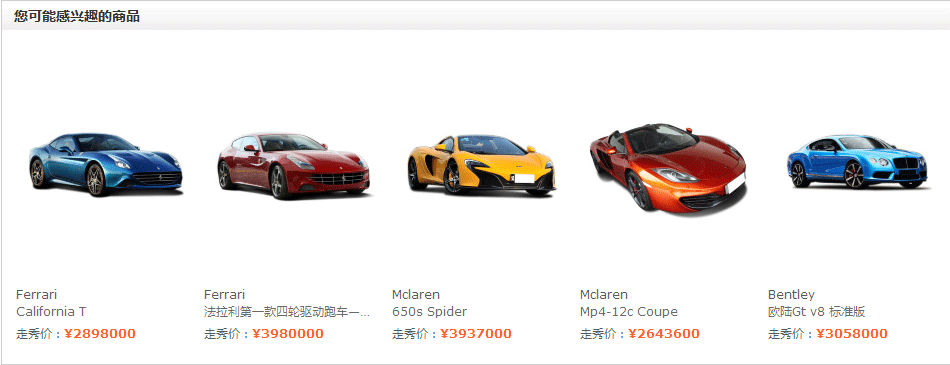 您可能感兴趣的商品
Ferrari
California T
走秀价：¥2898000
Ferrari
法拉利第一款四轮驱动跑车—...
走秀价：¥3980000
Mclaren
650s Spider
走秀价：¥3937000
Mclaren
Mp4-12c Coupe
走秀价：¥2643600
Bentley
欧陆Gt v8 标准版
走秀价：¥3058000